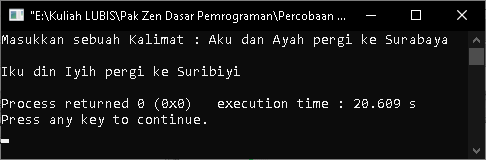 "E:\Kuliah LUBIS\Pak Zen Dasar Pemrograman\Percobaan ...
Masukkan sebuah Kalimat : Aku dan Ayah pergi ke Surabaya
Iku din Iyih pergi ke Suribiyi
Process returned 0 (0x0)   execution time : 20.609 s
Press any key to continue.